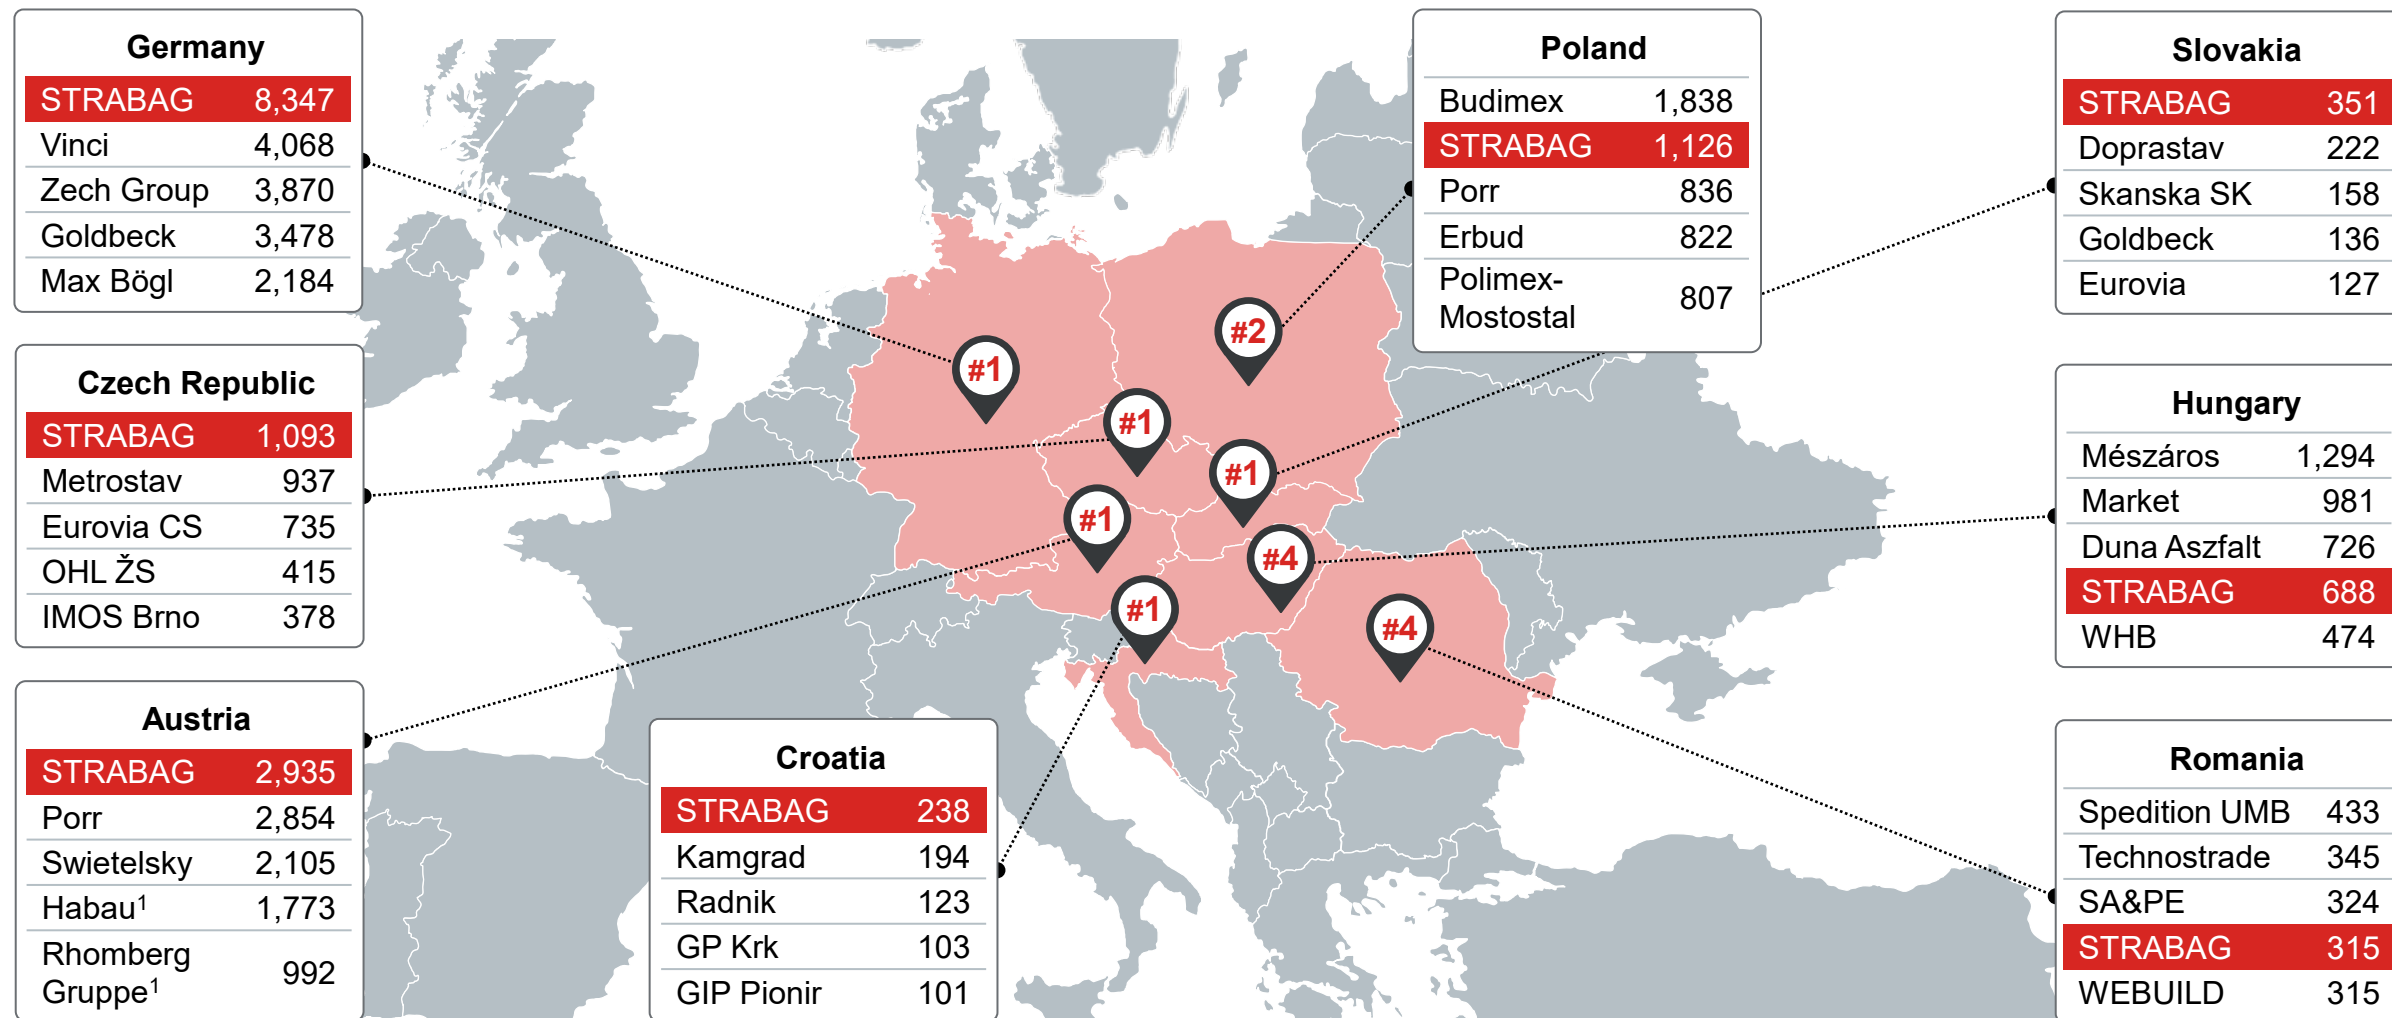 Germany
STRABAG 8,347
Vinci 4,068
Zech Group 3,870
Goldbeck 3,478
Max Bögl 2,184
Czech Republic
STRABAG 1,093
Metrostav 937
Eurovia CS 735
OHL ŽS 415
IMOS Brno 378
Austria
STRABAG 2,935
Porr 2,854
Swietelsky 2,105
Habau¹ 1,773
Rhomberg
Gruppe¹ 992
Croatia
STRABAG 238
Kamgrad 194
Radnik 123
GP Krk 103
GIP Pionir 101
Poland
Budimex 1,838
STRABAG 1,126
Porr 836
Erbud 822
Polimex-
Mostostal 807
Slovakia
STRABAG 351
Doprastav 222
Skanska SK 158
Goldbeck 136
Eurovia 127
Hungary
Mészáros 1,294
Market 981
Duna Aszfalt 726
STRABAG 688
WHB 474
Romania
Spedition UMB 433
Technostrade 345
SA&PE 324
STRABAG 315
WEBUILD 315
#1
#2
#1
#1
#1
#4
#1
#4